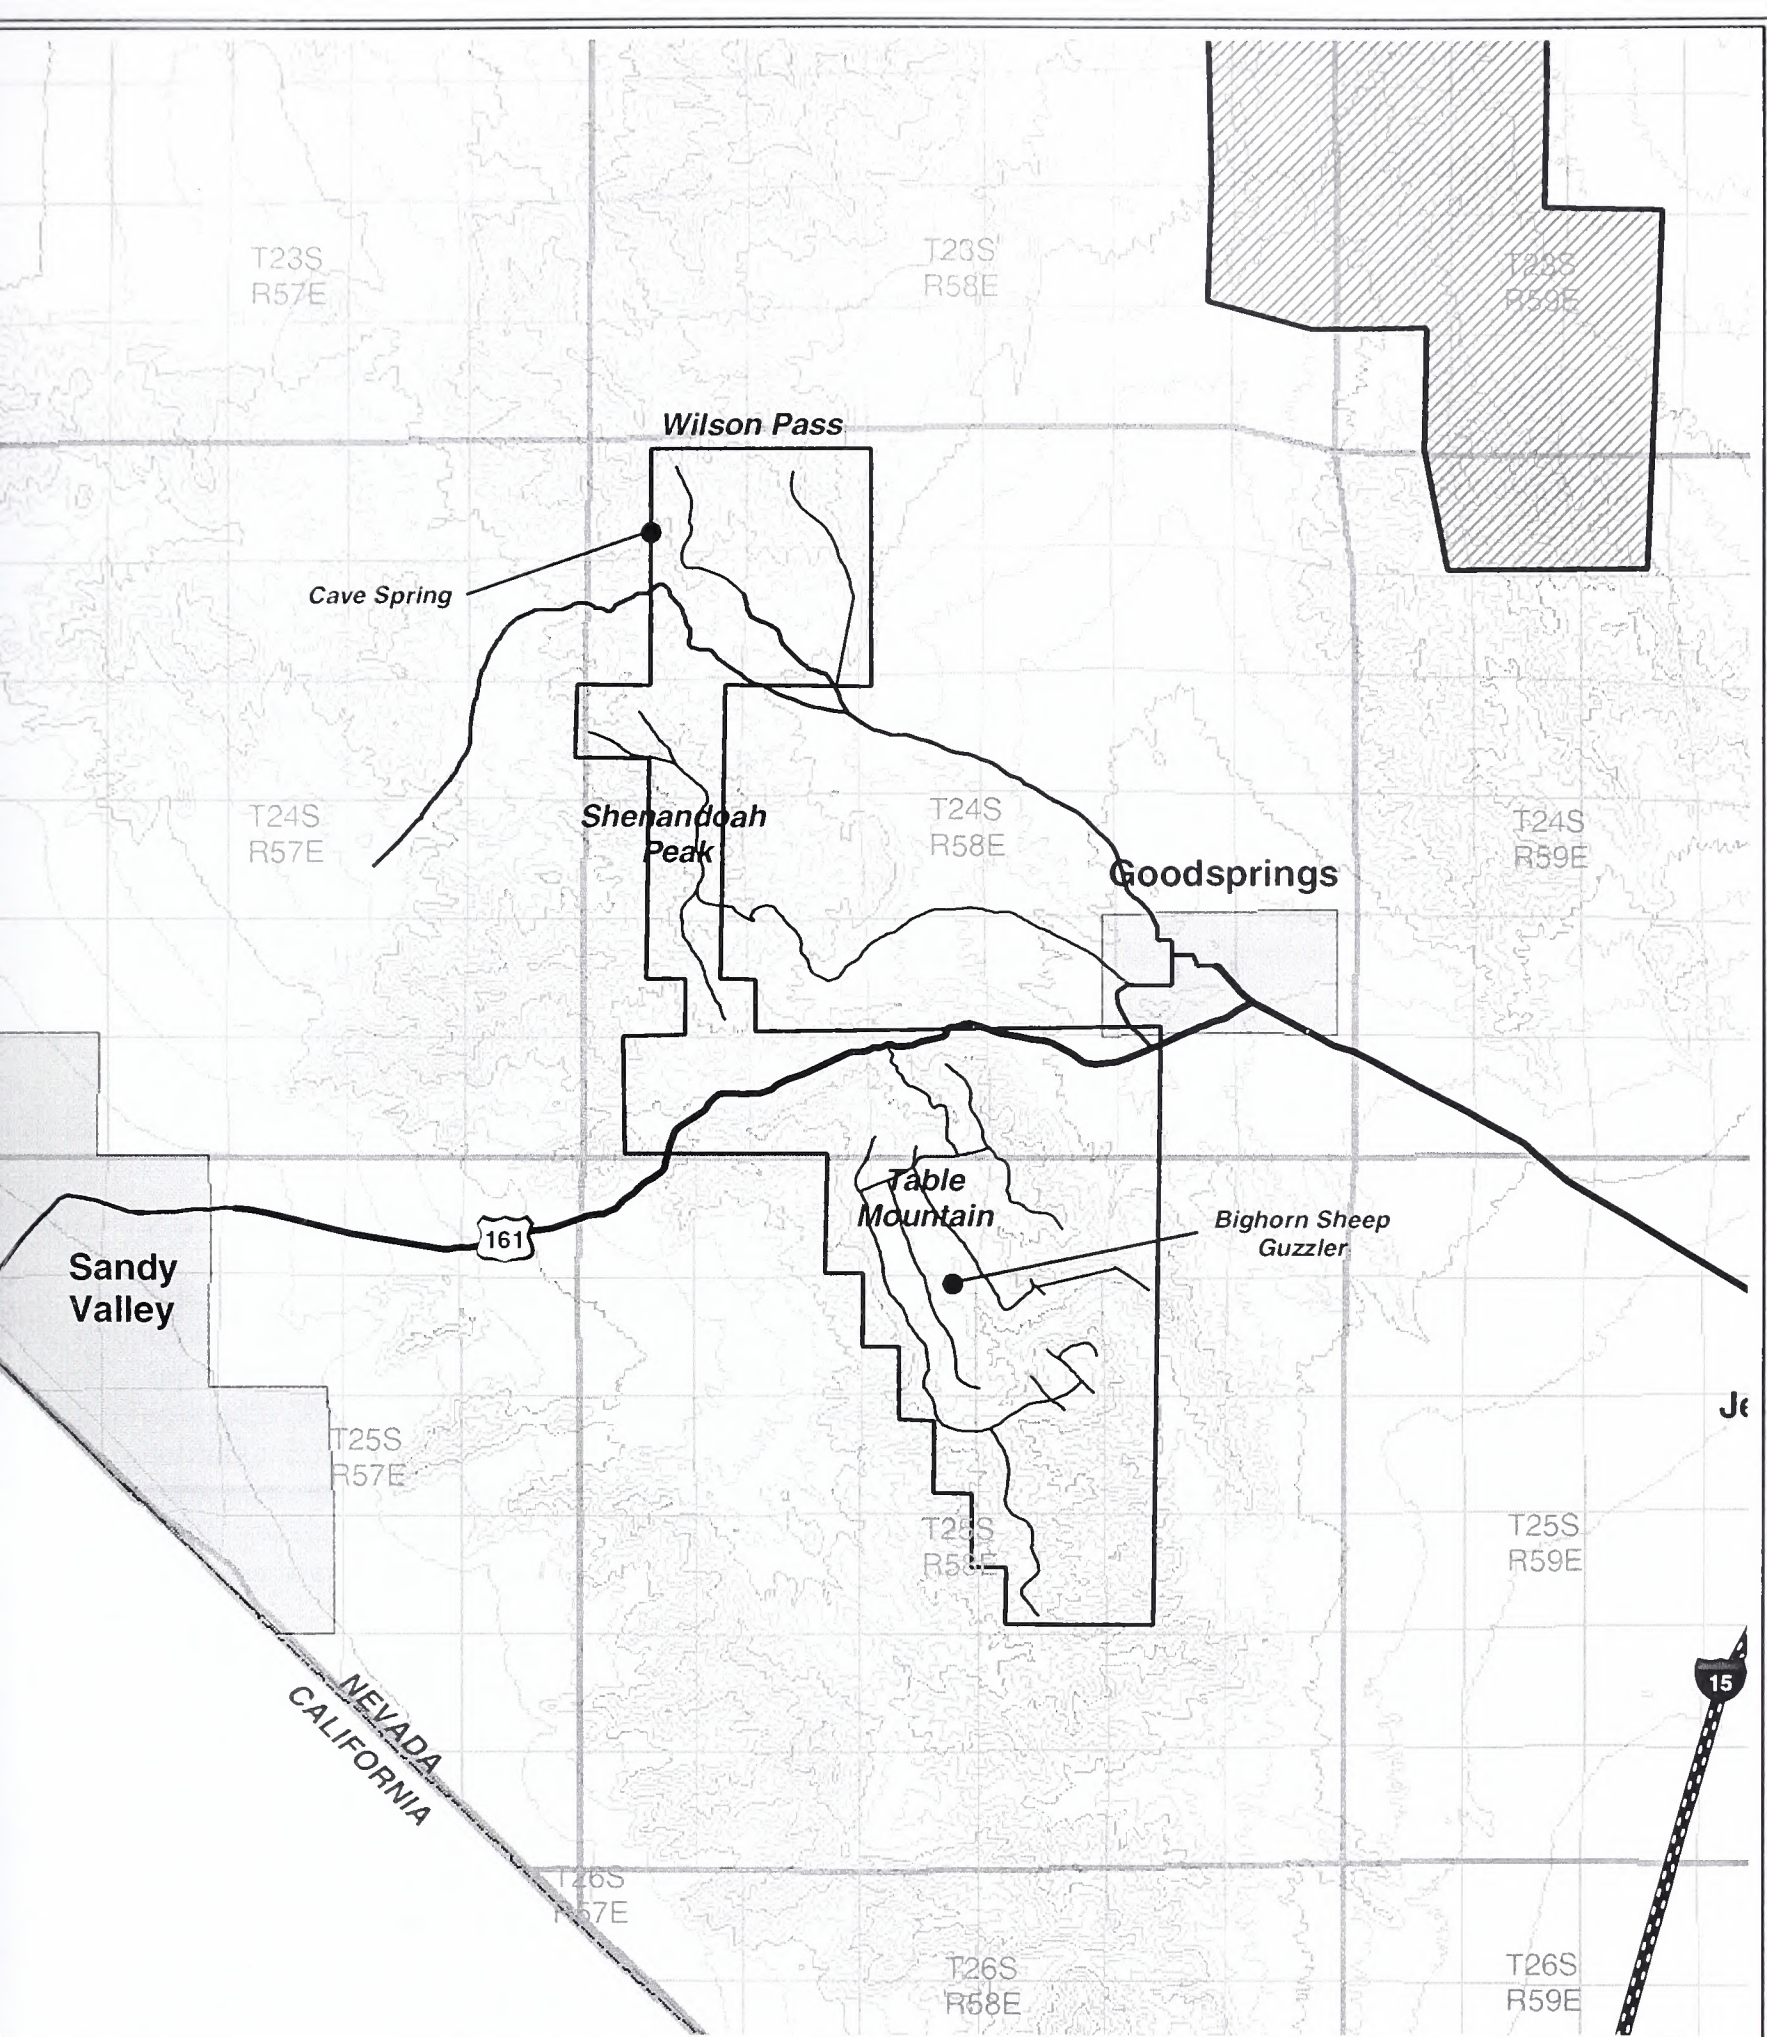 T23S
R57E
T23S
R58E
T23S
R59E
Wilson Pass
Cave Spring
Shenandoah
Peak
T24S
R57E
T24S
R58E
T24S
R59E
Goodsprings
Table
Mountain
Bighorn Sheep
Guzzler
161
Sandy
Valley
T25S
R57E
T25S
R58E
T25S
R59E
15
NEVADA
CALIFORNIA
T26S
R57E
T26S
R58E
T26S
R59E